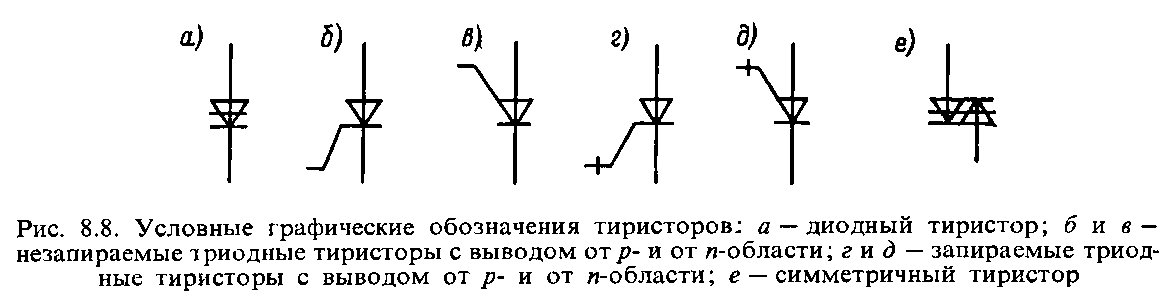 а) б) в) г) д) е)
Рис. 8.8. Условные графические обозначения тиристоров: а — диодный тиристор; б и в —
незапираемые триодные тиристоры с выводом от p- и от n-области; г и д — запираемые триод-
ные тиристоры с выводом от p- и от n-области; е — симметричный тиристор